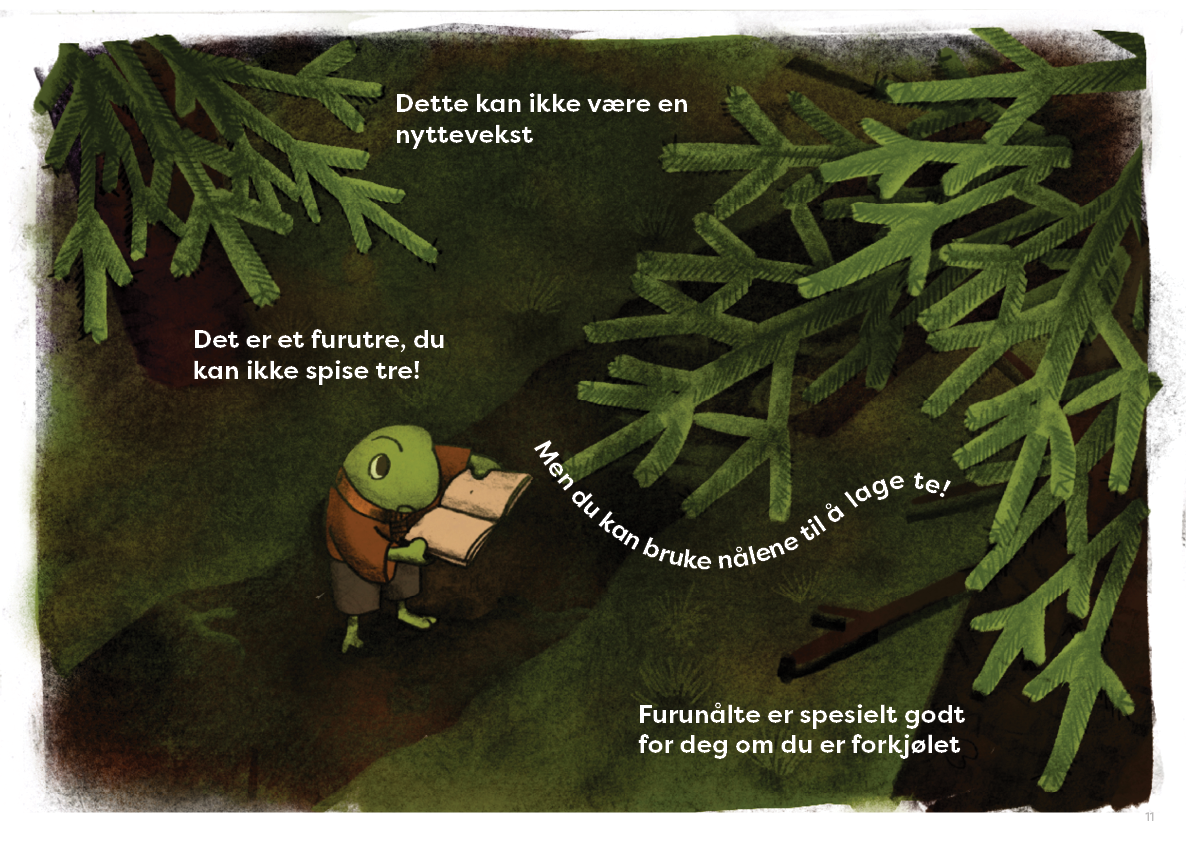 Dette kan ikke være en
nyttevekst
Det er et furutre, du
kan ikke spise tre!
Men du kan bruke nålene til å lage te!
Furunålte er spesielt godt
for deg om du er forkjølet
11